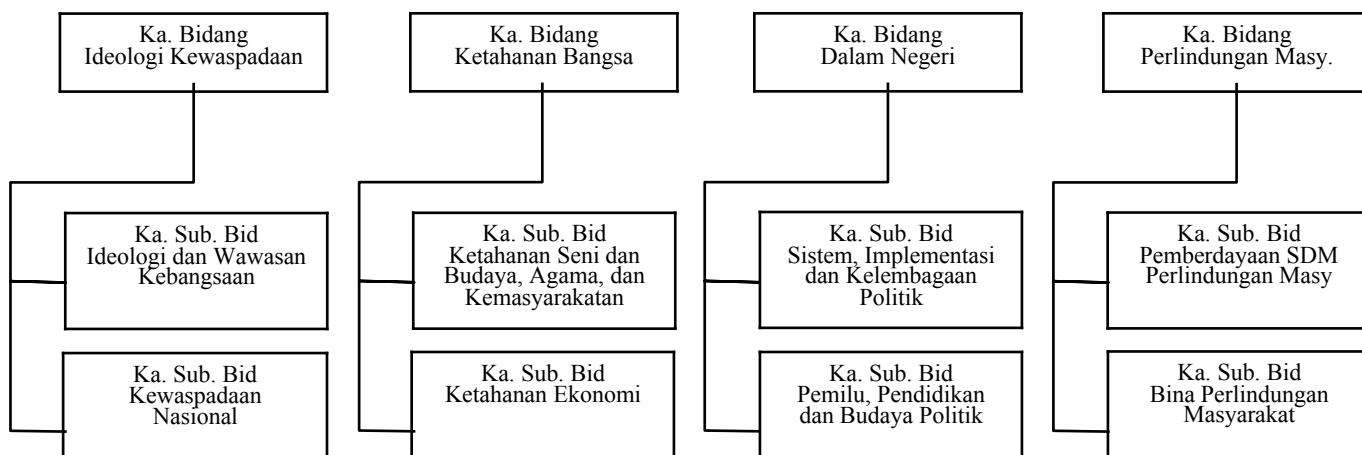 Ka. Bidang
Ideologi Kewaspadaan
Ka. Bidang
Ketahanan Bangsa
Ka. Bidang
Dalam Negeri
Ka. Bidang
Perlindungan Masy.
Ka. Sub. Bid
Ideologi dan Wawasan
Kebangsaan
Ka. Sub. Bid
Ketahanan Seni dan
Budaya, Agama, dan
Kemasyarakatan
Ka. Sub. Bid
Sistem, Implementasi
dan Kelembagaan
Politik
Ka. Sub. Bid
Pemberdayaan SDM
Perlindungan Masy
Ka. Sub. Bid
Kewaspadaan
Nasional
Ka. Sub. Bid
Ketahanan Ekonomi
Ka. Sub. Bid
Pemilu, Pendidikan
dan Budaya Politik
Ka. Sub. Bid
Bina Perlindungan
Masyarakat